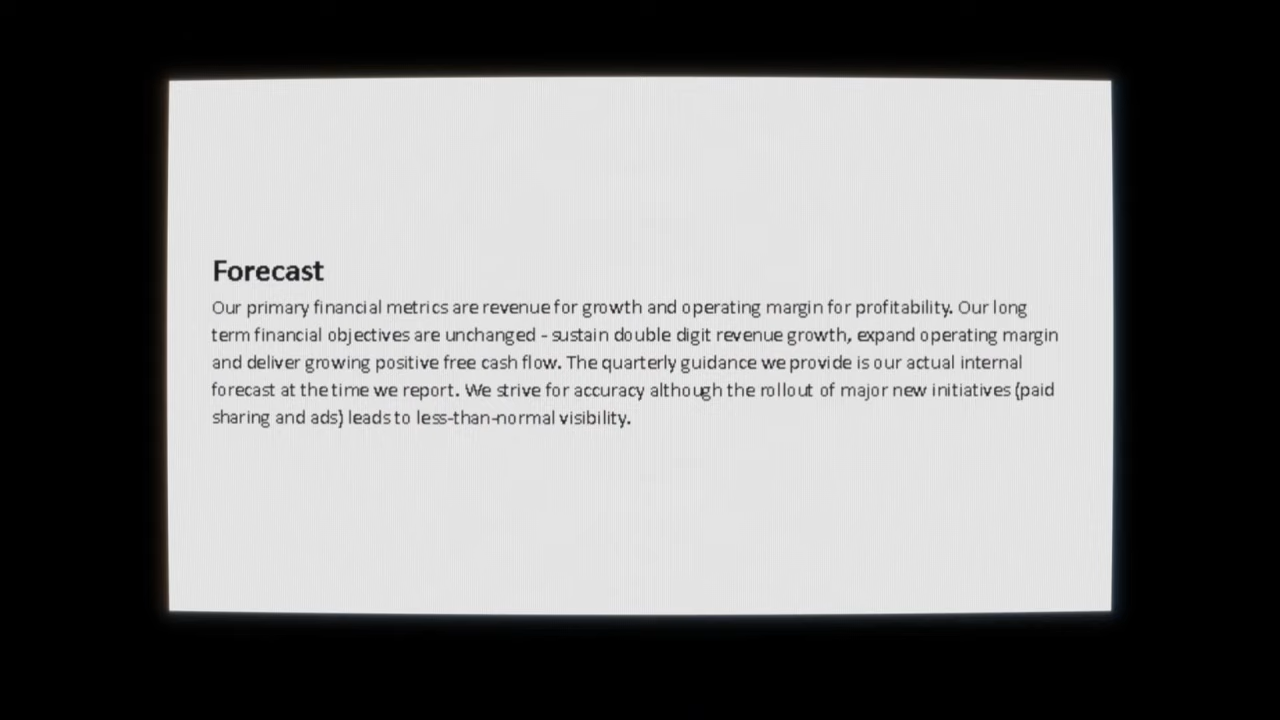 Forecast
Our primary financial metrics are revenue for growth and operating margin for profitability. Our long
term financial objectives are unchanged - sustain double digit revenue growth, expand operating margin
and deliver growing positive free cash flow. The quarterly guidance we provide is our actual internal
forecast at the time we report. We strive for accuracy although the rollout of major new initiatives (paid
sharing and ads) leads to less-than-normal visibility.